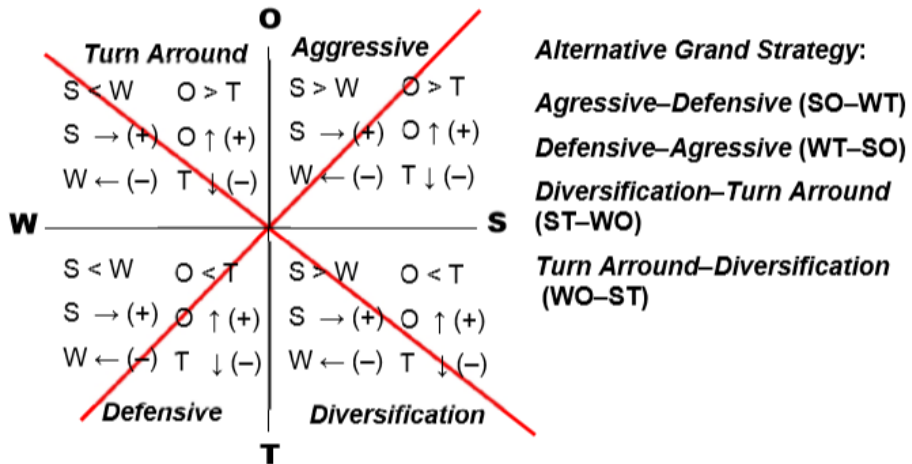 O
Turn Arround
S < W O > T
S → (+) O ↑ (+)
W ← (–) T ↓ (–)
Aggressive
S > W O > T
S → (+) O ↑ (+)
W ← (–) T ↓ (–)
W
S
S < W O < T
S → (+) O ↑ (+)
W ← (–) T ↓ (–)
Defensive
S > W O < T
S → (+) O ↑ (+)
W ← (–) T ↓ (–)
Diversification
T
Alternative Grand Strategy:
Agressive–Defensive (SO–WT)
Defensive–Agressive (WT–SO)
Diversification–Turn Arround
(ST–WO)
Turn Arround–Diversification
(WO–ST)